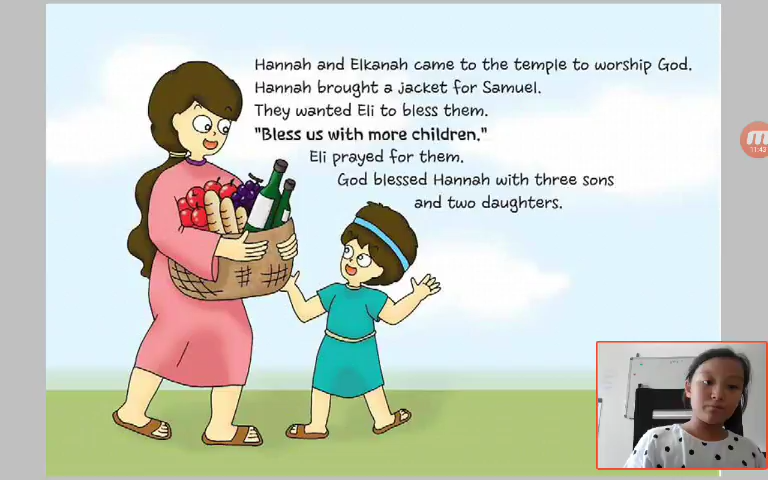 Hannah and Elkanah came to the temple to worship God.
Hannah brought a jacket for Samuel.
They wanted Eli to bless them.
"Bless us with more children."
Eli prayed for them.
God blessed Hannah with three sons
and two daughters.
11:43